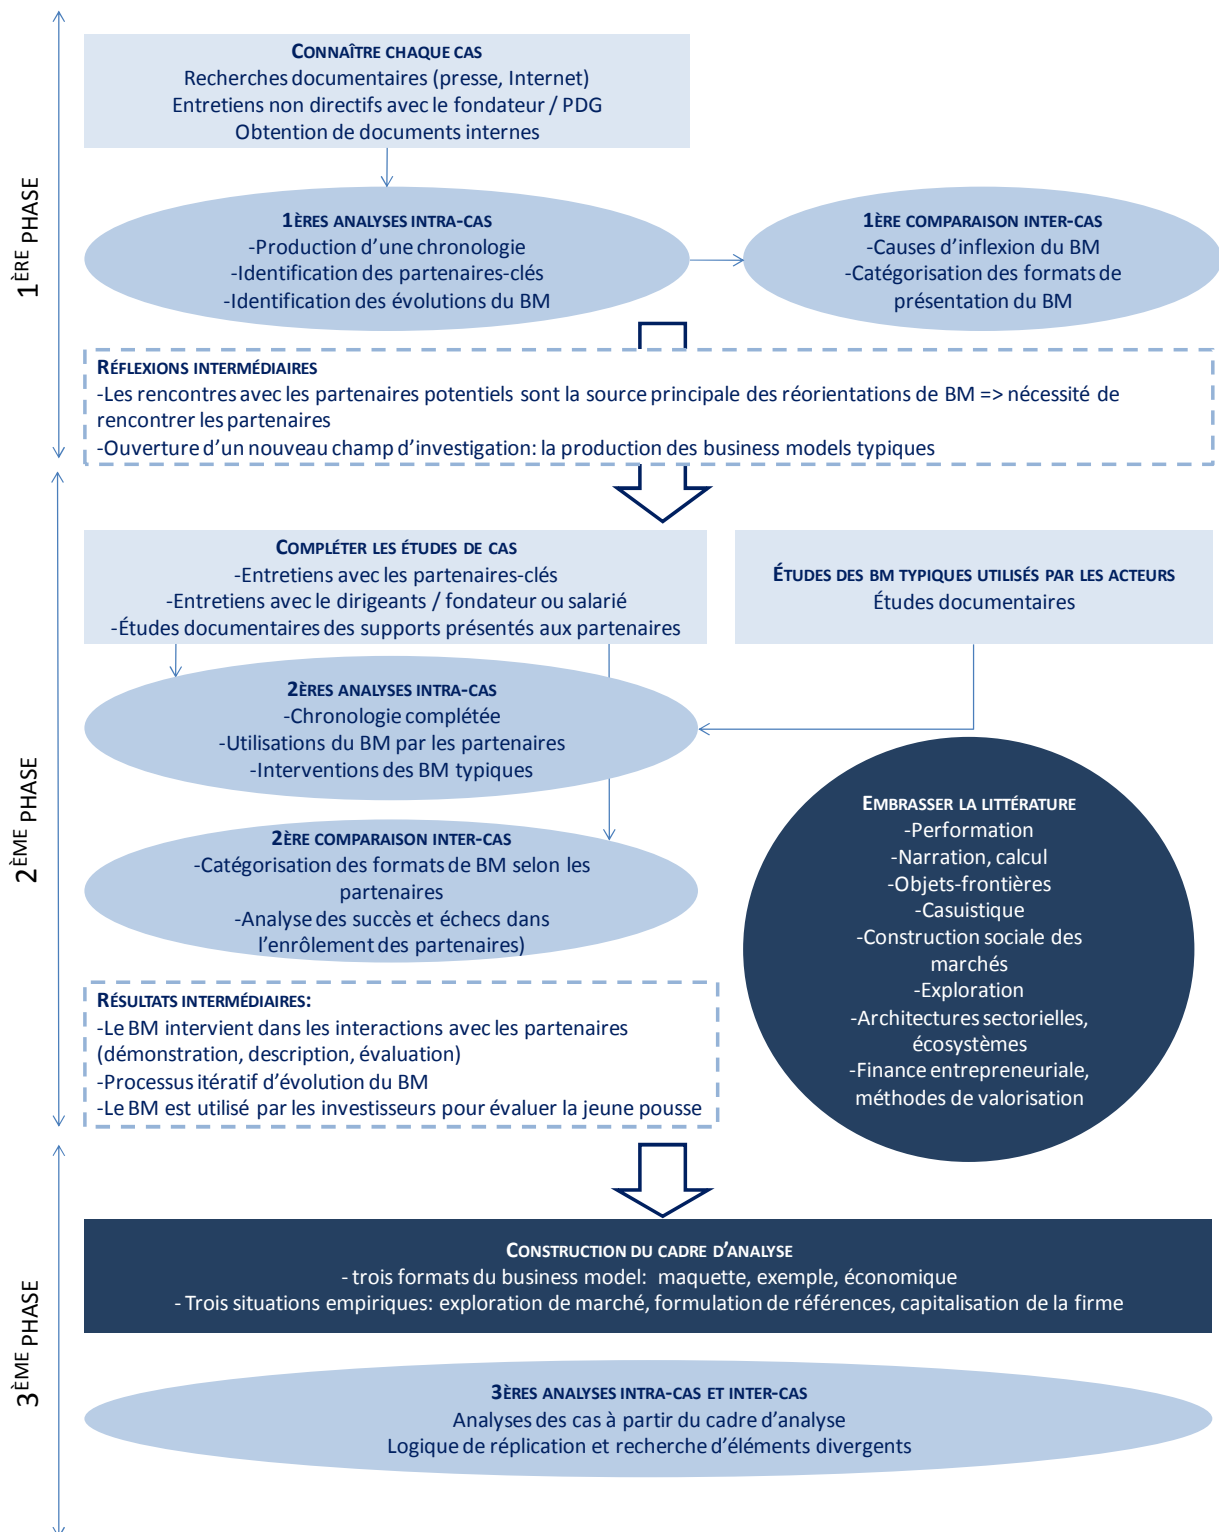 1ÈRE PHASE
CONNAÎTRE CHAQUE CAS
Recherches documentaires (presse, Internet)
Entretiens non directifs avec le fondateur / PDG
Obtention de documents internes
1ÈRES ANALYSES INTRA-CAS
-Production d’une chronologie
-Identification des partenaires-clés
-Identification des évolutions du BM
1ÈRE COMPARAISON INTER-CAS
-Causes d’inflexion du BM
-Catégorisation des formats de
présentation du BM
RÉFLEXIONS INTERMÉDIAIRES
-Les rencontres avec les partenaires potentiels sont la source principale des réorientations de BM => nécessité de
rencontrer les partenaires
-Ouverture d’un nouveau champ d’investigation: la production des business models typiques
2ÈME PHASE
COMPLÉTER LES ÉTUDES DE CAS
-Entretiens avec les partenaires-clés
-Entretiens avec le dirigeants / fondateur ou salarié
-Études documentaires des supports présentés aux partenaires
ÉTUDES DES BM TYPIQUES UTILISÉS PAR LES ACTEURS
Études documentaires
2ÈRES ANALYSES INTRA-CAS
-Chronologie complétée
-Utilisations du BM par les partenaires
-Interventions des BM typiques
2ÈRE COMPARAISON INTER-CAS
-Catégorisation des formats de BM selon les
partenaires
-Analyse des succès et échecs dans
l’enrôlement des partenaires)
EMBRASSER LA LITTÉRATURE
-Performation
-Narration, calcul
-Objets-frontières
-Casuistique
-Construction sociale des
marchés
-Exploration
-Architectures sectorielles,
écosystèmes
-Finance entrepreneuriale,
méthodes de valorisation
RÉSULTATS INTERMÉDIAIRES:
-Le BM intervient dans les interactions avec les partenaires
(démonstration, description, évaluation)
-Processus itératif d’évolution du BM
-Le BM est utilisé par les investisseurs pour évaluer la jeune pousse
3ÈME PHASE
CONSTRUCTION DU CADRE D’ANALYSE
- trois formats du business model: maquette, exemple, économique
- Trois situations empiriques: exploration de marché, formulation de références, capitalisation de la firme
3ÈRES ANALYSES INTRA-CAS ET INTER-CAS
Analyses des cas à partir du cadre d’analyse
Logique de réplication et recherche d’éléments divergents